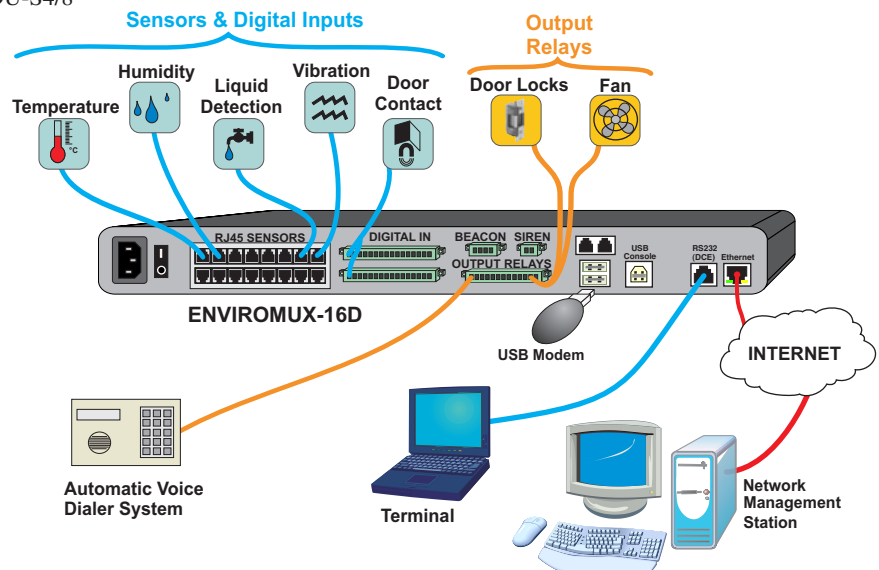 Sensors & Digital Inputs
Output
Relays
Temperature
Humidity
Liquid
Detection
Vibration
Door
Contact
Door Locks
Fan
°C
RJ45 SENSORS
DIGITAL IN
BEACON
SIREN
OUTPUT RELAYS
USB
Console
RS232
(DCE)
Ethernet
ENVIROMUX-16D
USB Modem
INTERNET
Automatic Voice
Dialer System
Terminal
Network
Management
Station